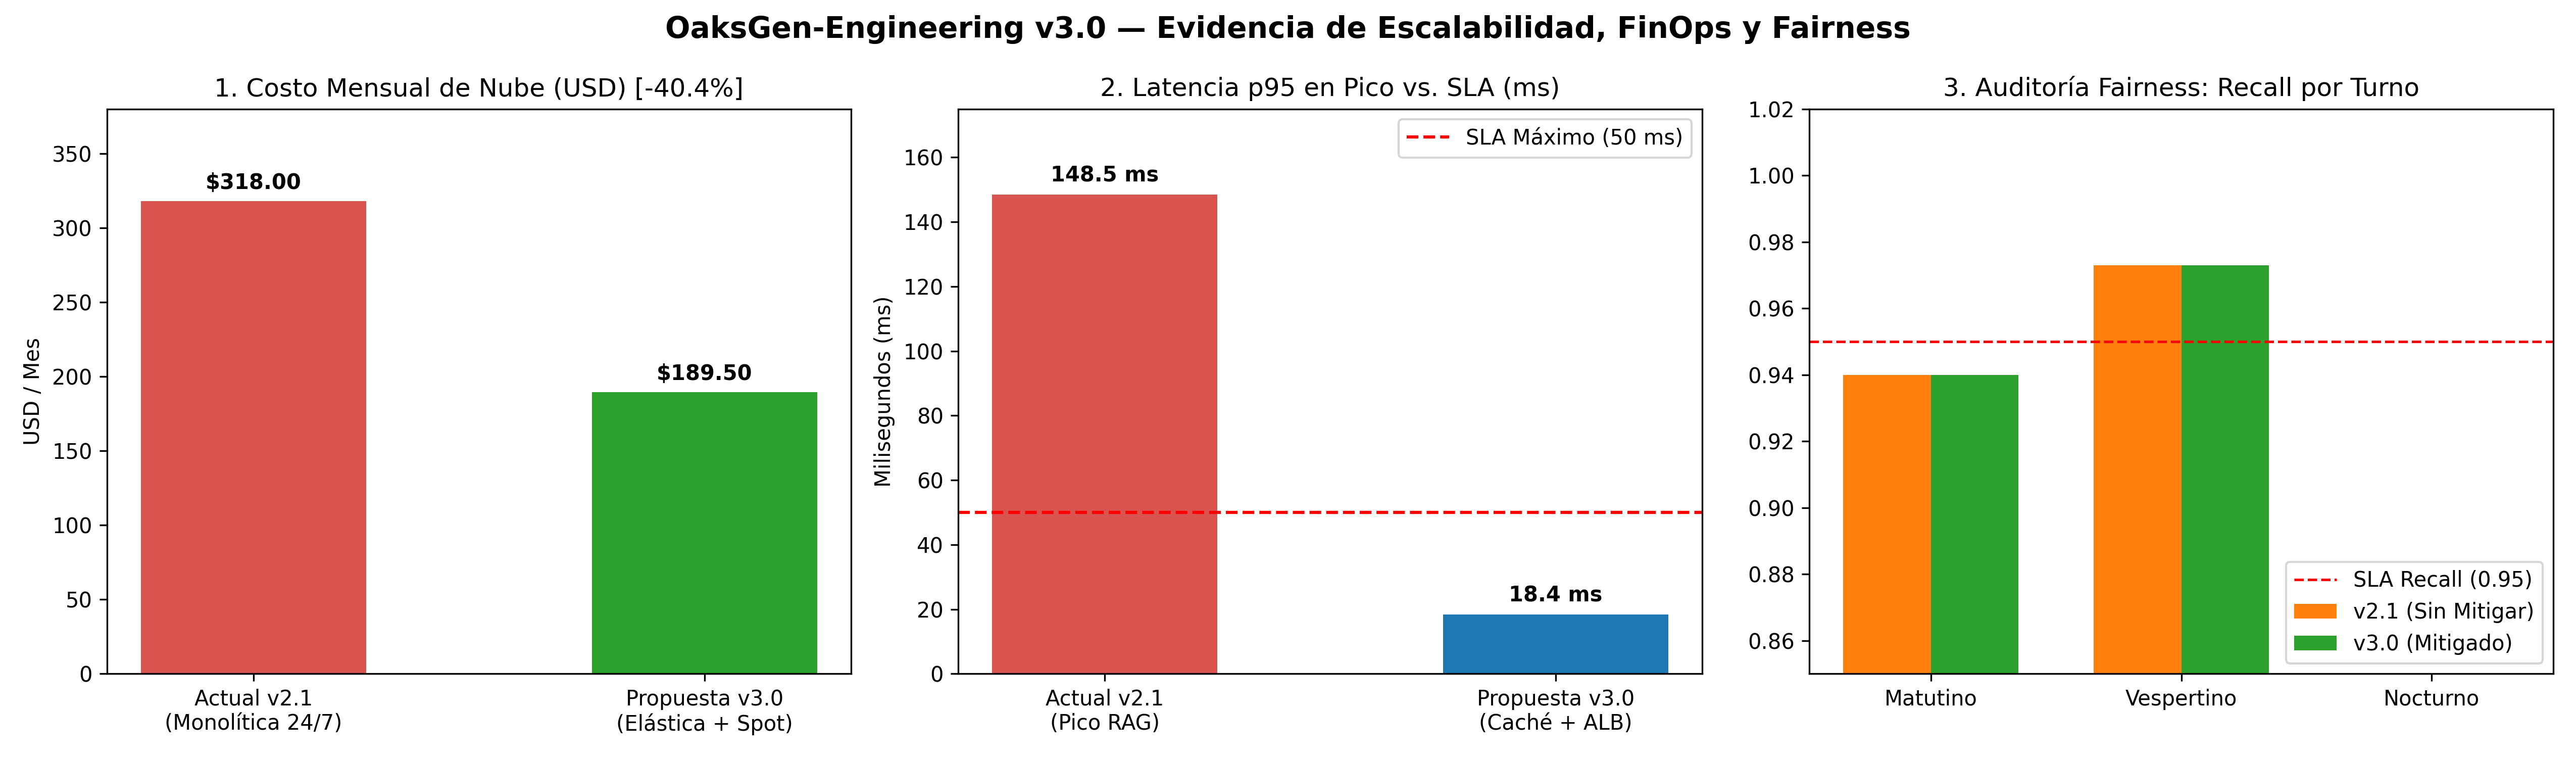 OaksGen-Engineering v3.0 — Evidencia de Escalabilidad, FinOps y Fairness
1. Costo Mensual de Nube (USD) [-40.4%]
USD / Mes
350
300
250
200
150
100
50
0
$318.00
$189.50
Actual v2.1
(Monolítica 24/7)
Propuesta v3.0
(Elástica + Spot)
2. Latencia p95 en Pico vs. SLA (ms)
Milisegundos (ms)
160
140
120
100
80
60
40
20
0
SLA Máximo (50 ms)
148.5 ms
18.4 ms
Actual v2.1
(Pico RAG)
Propuesta v3.0
(Caché + ALB)
3. Auditoría Fairness: Recall por Turno
1.02
1.00
0.98
0.96
0.94
0.92
0.90
0.88
0.86
SLA Recall (0.95)
v2.1 (Sin Mitigar)
v3.0 (Mitigado)
Matutino
Vespertino
Nocturno